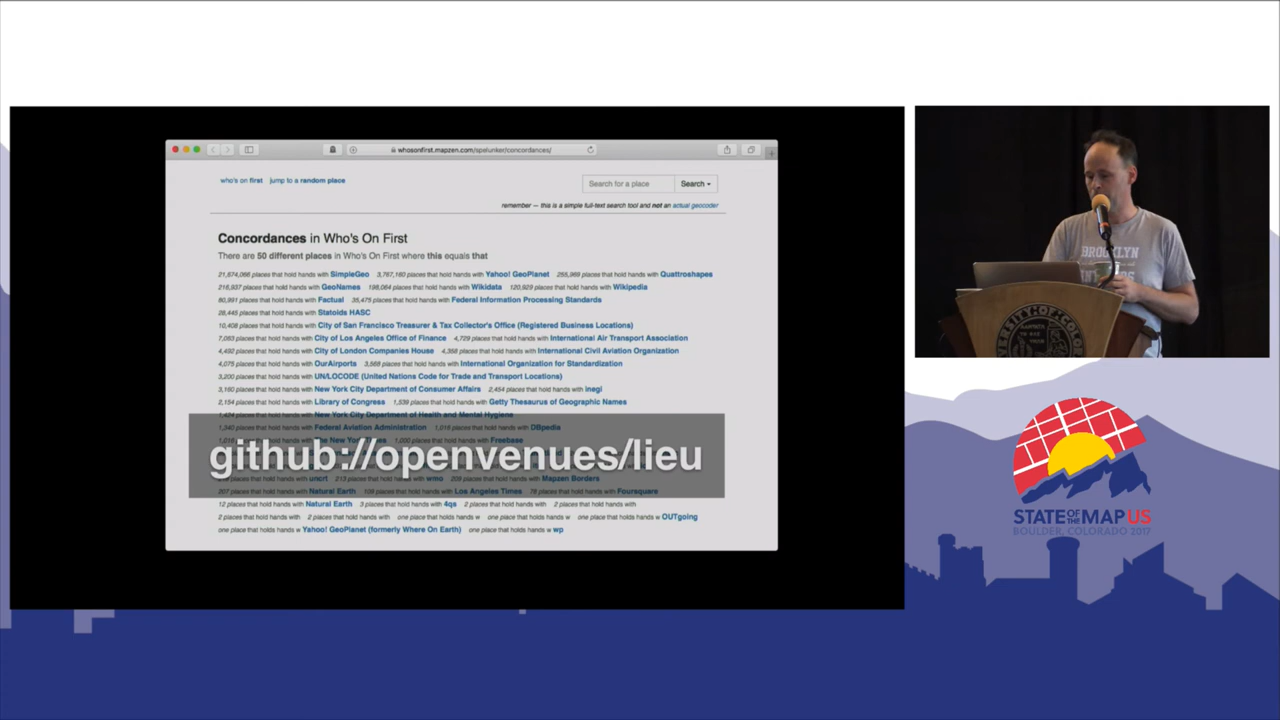 whosonfirst.mapzen.com/spelunker/concordances/
who's on first jump to a random place
Search for a place Search
remember — this is a simple full-text search tool and not an actual geocoder
Concordances in Who's On First
There are 50 different places in Who's On First where this equals that
21,674,066 places that hold hands with SimpleGeo 3,767,160 places that hold hands with Yahoo! GeoPlanet 255,969 places that hold hands with Quattroshapes
218,937 places that hold hands with GeoNames 198,064 places that hold hands with Wikidata 120,929 places that hold hands with Wikipedia
80,991 places that hold hands with Factual 35,475 places that hold hands with Federal Information Processing Standards
28,445 places that hold hands with Statoids HASC
10,408 places that hold hands with City of San Francisco Treasurer & Tax Collector's Office (Registered Business Locations)
7,063 places that hold hands with City of Los Angeles Office of Finance 4,729 places that hold hands with International Air Transport Association
4,492 places that hold hands with City of London Companies House 4,358 places that hold hands with International Civil Aviation Organization
4,075 places that hold hands with OurAirports 3,568 places that hold hands with International Organization for Standardization
3,200 places that hold hands with UN/LOCODE (United Nations Code for Trade and Transport Locations)
3,160 places that hold hands with New York City Department of Consumer Affairs 2,454 places that hold hands with inegi
2,154 places that hold hands with Library of Congress 1,539 places that hold hands with Getty Thesaurus of Geographic Names
1,424 places that hold hands with New York City Department of Health and Mental Hygiene
1,340 places that hold hands with Federal Aviation Administration 1,016 places that hold hands with DBpedia
The New York Times 1,000 places that hold hands with Freebase
github://openvenues/lieu
places that hold hands with uncrt 213 places that hold hands with wmo 209 places that hold hands with Mapzen Borders
207 places that hold hands with Natural Earth 109 places that hold hands with Los Angeles Times 78 places that hold hands with Foursquare
12 places that hold hands with Natural Earth 3 places that hold hands with 4qs 2 places that hold hands with 2 places that hold hands with
2 places that hold hands with 2 places that hold hands with one place that holds hands w one place that holds hands w one place that holds hands w OUTgoing
one place that holds hands w Yahoo! GeoPlanet (formerly Where On Earth) one place that holds hands w wp
BROOKLYN
STATE OF THE MAP US
BOULDER, COLORADO 2017